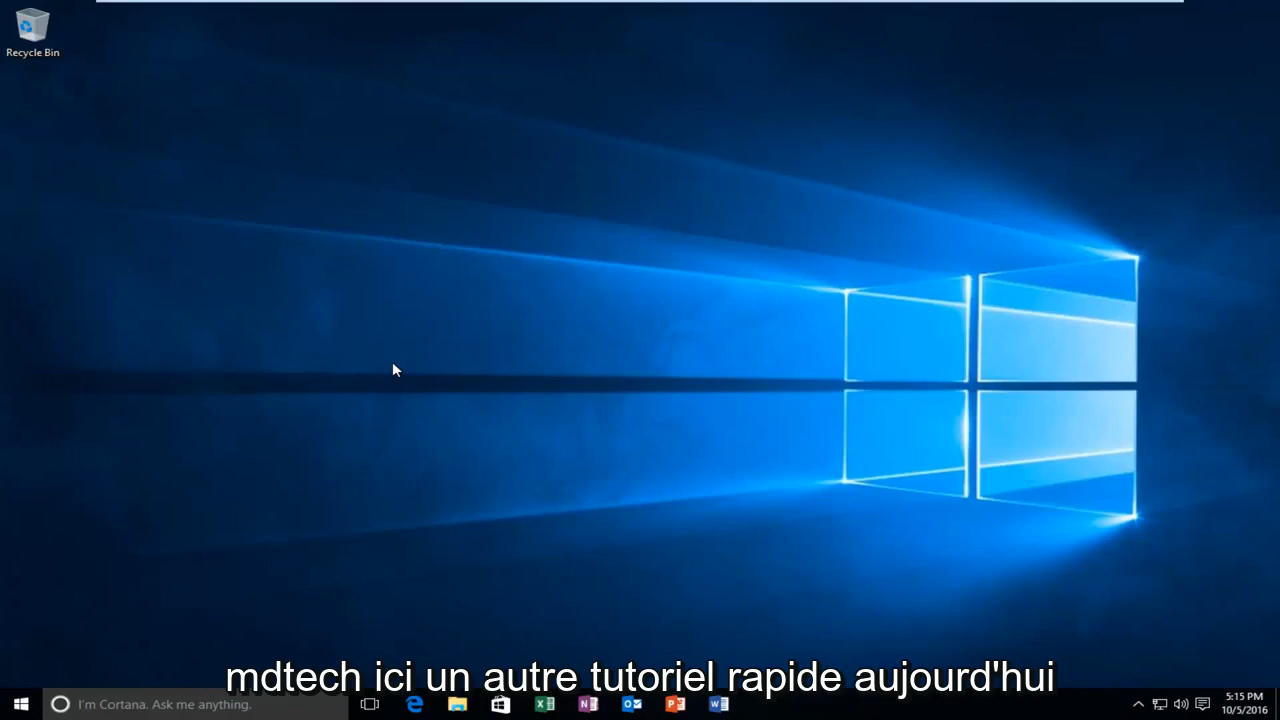 Recycle Bin
mdtech ici un autre tutoriel rapide aujourd'hui
I'm Cortana. Ask me anything.
5:15 PM
10/5/2016